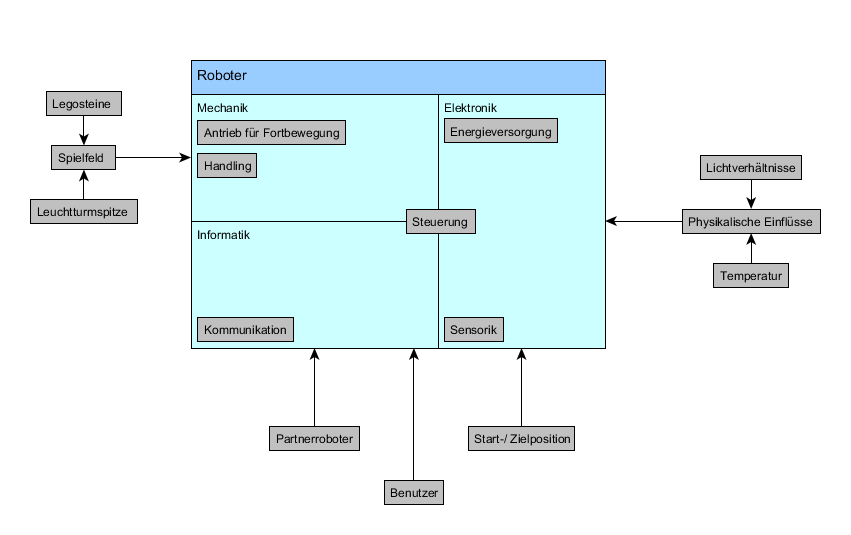 Roboter
Legosteine
Mechanik
Elektronik
Antrieb für Fortbewegung
Energieversorgung
Spielfeld
Handling
Lichtverhältnisse
Leuchtturmspitze
Steuerung
Physikalische Einflüsse
Informatik
Temperatur
Kommunikation
Sensorik
Partnerroboter
Start-/ Zielposition
Benutzer